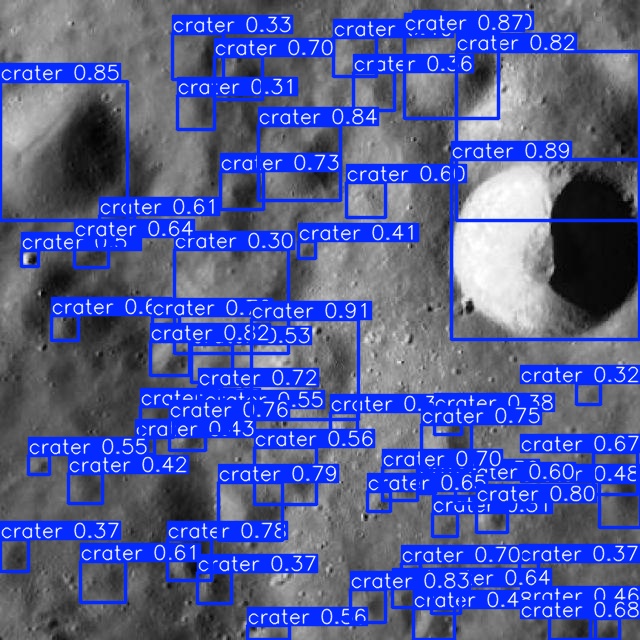 crater 0.33
crater 0.87
crater 0.70
crater 0.82
crater 0.36
crater 0.85
crater 0.31
crater 0.84
crater 0.89
crater 0.73
crater 0.60
crater 0.61
crater 0.64
crater
crater 0.41
crater 0.30
crater
crater
crater 0.91
crater 0.82
0.53
crater 0.32
crater 0.72
crater
0.55
crater
0.38
crater 0.76
crater 0.75
crater 0.43
crater 0.56
crater 0.55
crater 0.67
crater 0.42
crater 0.70
crater 0.79
0.60
0.48
crater 0.65
crater 0.80
crater
crater 0.37
crater 0.78
crater 0.61
crater 0.70
crater 0.37
crater 0.37
crater 0.83
0.64
crater
0.46
crater 0.56
crater 0.68